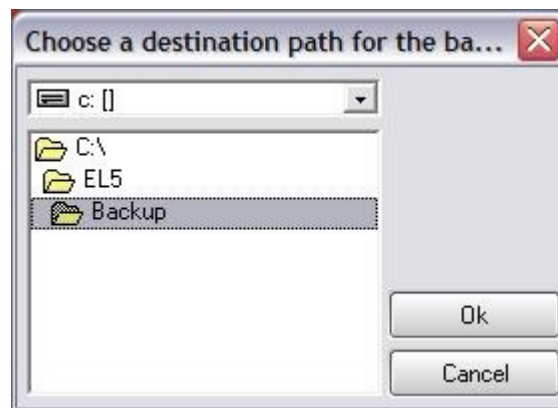 Choose a destination path for the ba...
c: []
C:\
EL5
Backup
Ok
Cancel